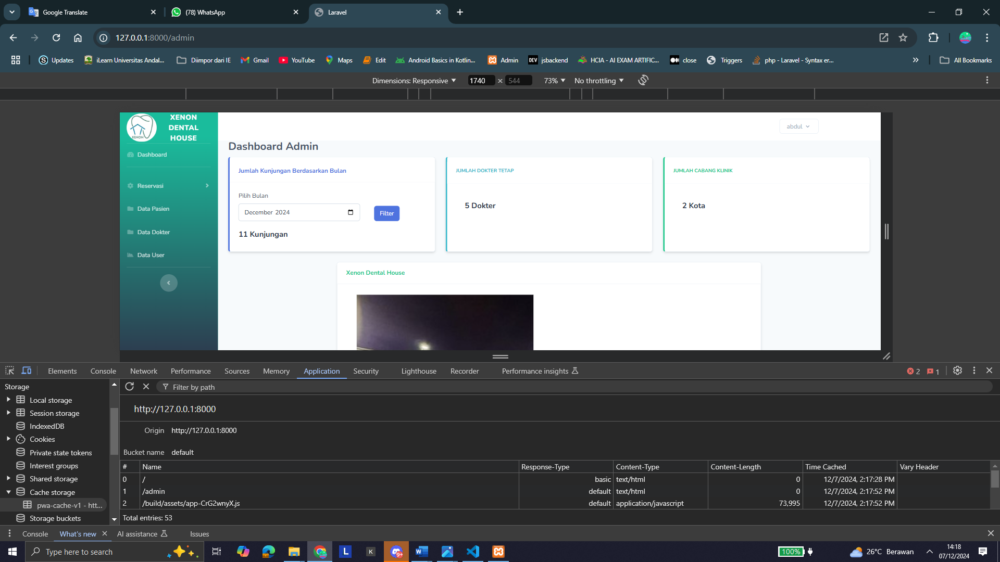 Google Translate
(78) WhatsApp
Laravel
127.0.0.1:8000/admin
Updates
iLearn Universitas Andal...
Diimpor dari IE
Gmail
YouTube
Maps
Edit
Android Basics in Kotlin...
Admin
DEV jsbackend
HCIA - AI EXAM ARTIFIC...
close
Triggers
php - Laravel - Syntax er...
All Bookmarks
Dimensions: Responsive
1740 × 544
73%
No throttling
XENON
XENON DENTAL HOUSE
abdul
Dashboard
Reservasi
Data Pasien
Data Dokter
Data User
Dashboard Admin
Jumlah Kunjungan Berdasarkan Bulan
Pilih Bulan
December 2024
Filter
11 Kunjungan
JUMLAH DOKTER TETAP
5 Dokter
JUMLAH CABANG KLINIK
2 Kota
Xenon Dental House
Elements Console Network Performance Sources Memory Application Security Lighthouse Recorder Performance insights
2 1
Storage
Local storage
Session storage
IndexedDB
Cookies
Private state tokens
Interest groups
Shared storage
Cache storage
pwa-cache-v1 - htt...
Storage buckets
Filter by path
http://127.0.0.1:8000
Origin http://127.0.0.1:8000
Bucket name default
# Name Response-Type Content-Type Content-Length Time Cached Vary Header
0 / basic text/html 0 12/7/2024, 2:17:28 PM
1 /admin default text/html 0 12/7/2024, 2:17:52 PM
2 /build/assets/app-CrG2wnyX.js default application/javascript 73,995 12/7/2024, 2:17:52 PM
Total entries: 53
Console What's new AI assistance Issues
Type here to search
L
K
9+
W
100%
26°C Berawan
14:18
07/12/2024